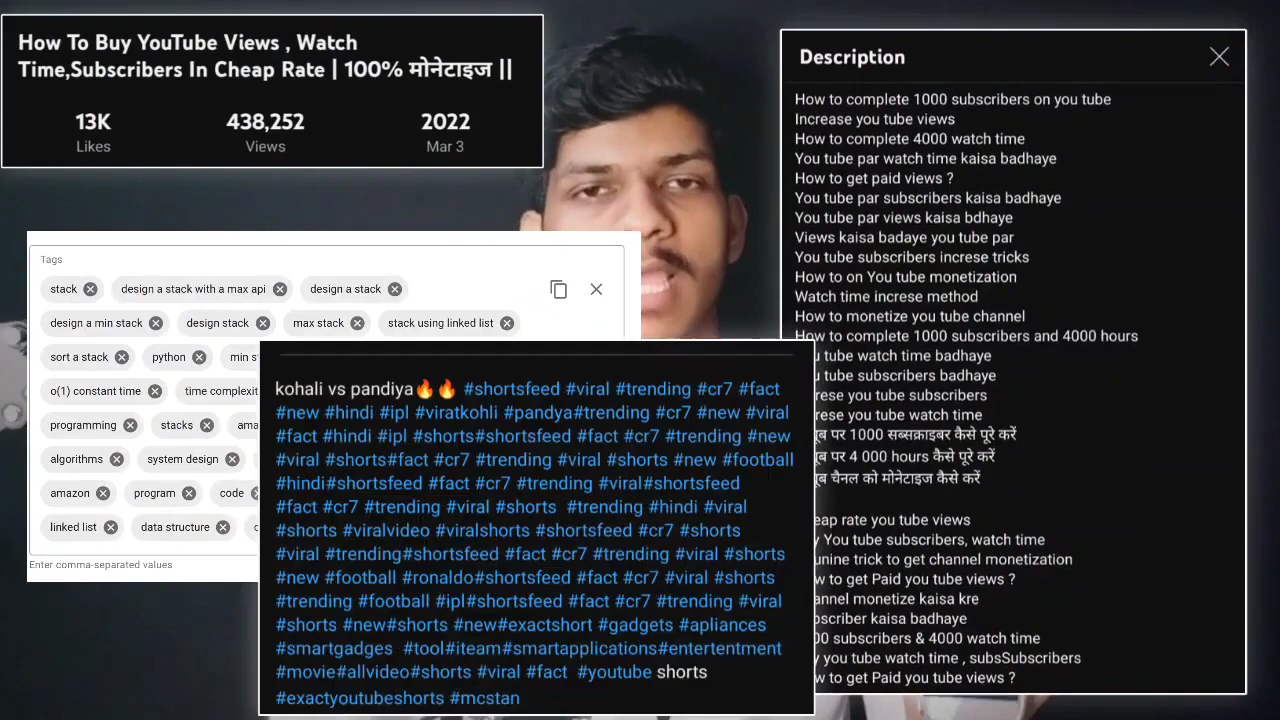 How To Buy YouTube Views , Watch
Time,Subscribers In Cheap Rate | 100% मोनेटाइज ||
13K
438,252
2022
Likes
Views
Mar 3
Tags
stack
design a stack with a max api
design a stack
design a min stack
design stack
max stack
stack using linked list
sort a stack
python
min
o(1) constant time
time
programming
stacks
algorithms
system design
amazon
program
code
linked list
data structure
Enter comma-separated values
kohali vs pandiya🔥🔥 #shortsfeed #viral #trending #cr7 #fact
#new #hindi #ipl #viratkohli #pandya#trending #cr7 #new #viral
#fact #hindi #ipl #shorts#shortsfeed #fact #cr7 #trending #new
#viral #shorts#fact #cr7 #trending #viral #shorts #new #football
#hindi#shortsfeed #fact #cr7 #trending #viral#shortsfeed
#fact #cr7 #trending #viral #shorts #trending #hindi #viral
#shorts #viralvideo #viralshorts #shortsfeed #cr7 #shorts
#viral #trending#shortsfeed #fact #cr7 #trending #viral #shorts
#new #football #ronaldo#shortsfeed #fact #cr7 #viral #shorts
#trending #football #ipl#shortsfeed #fact #cr7 #trending #viral
#shorts #new#shorts #new#exactshort #gadgets #apliances
#smartgadges #tool#iteam#smartapplications#entertentment
#movie#allvideo#shorts #viral #fact #youtube shorts
#exactyoutubeshorts #mcstan
Description
How to complete 1000 subscribers on you tube
Increase you tube views
How to complete 4000 watch time
You tube par watch time kaisa badhaye
How to get paid views ?
You tube par subscribers kaisa badhaye
You tube par views kaisa bdhaye
Views kaisa badaye you tube par
You tube subscribers increse tricks
How to on You tube monetization
Watch time increse method
How to monetize you tube channel
How to complete 1000 subscribers and 4000 hours
tube watch time badhaye
tube subscribers badhaye
you tube subscribers
you tube watch time
पर 1000 सब्सक्राइबर कैसे पूरे करें
पर 4 000 hours कैसे पूरे करें
चैनल को मोनेटाइज कैसे करें
rate you tube views
You tube subscribers, watch time
trick to get channel monetization
to get Paid you tube views ?
monetize kaisa kre
kaisa badhaye
subscribers & 4000 watch time
you tube watch time , subsSubscribers
to get Paid you tube views ?